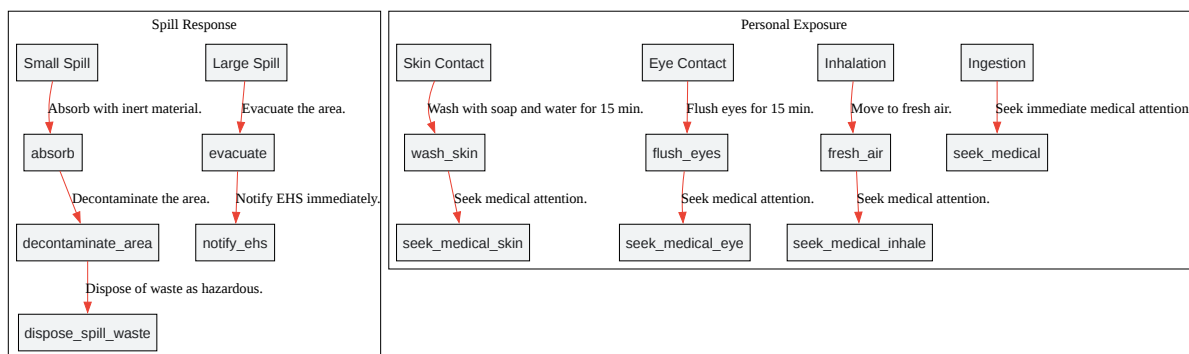 Spill Response
Small Spill
Large Spill
Absorb with inert material.
Evacuate the area.
absorb
evacuate
Decontaminate the area.
Notify EHS immediately.
decontaminate_area
notify_ehs
Dispose of waste as hazardous.
dispose_spill_waste
Personal Exposure
Skin Contact
Eye Contact
Inhalation
Ingestion
Wash with soap and water for 15 min.
Flush eyes for 15 min.
Move to fresh air.
Seek immediate medical attention.
wash_skin
flush_eyes
fresh_air
seek_medical
Seek medical attention.
Seek medical attention.
Seek medical attention.
seek_medical_skin
seek_medical_eye
seek_medical_inhale